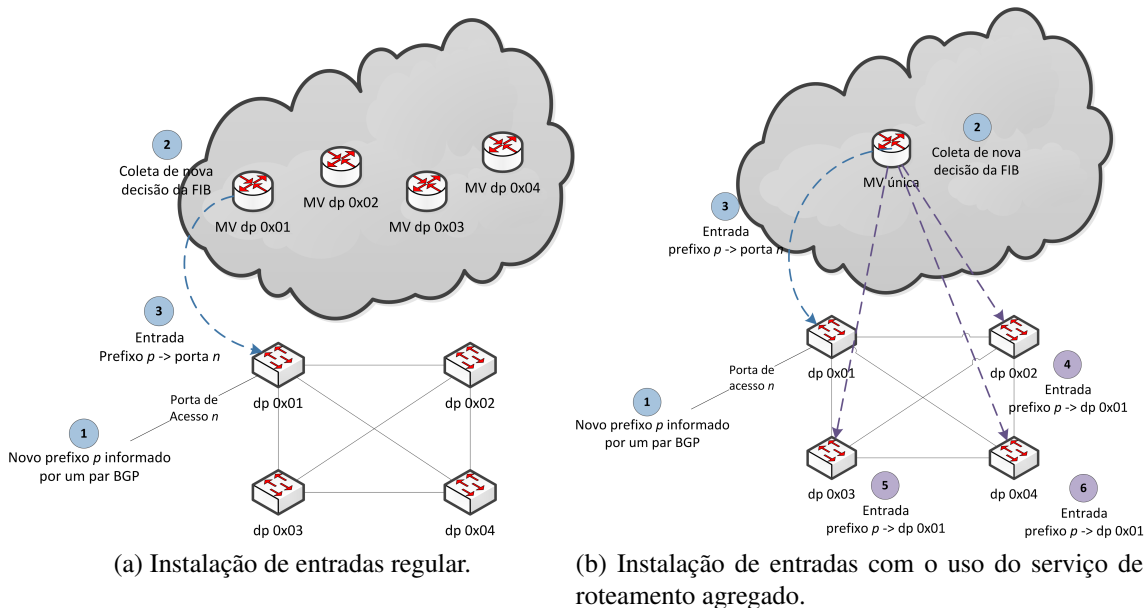 2
Coleta de nova
decisão da FIB
MV dp 0x01
MV dp 0x02
MV dp 0x03
MV dp 0x04
3
Entrada
Prefixo p -> porta n
dp 0x01
dp 0x02
Porta de
Acesso n
1
Novo prefixo p informado
por um par BGP
dp 0x03
dp 0x04
(a) Instalação de entradas regular.
2
Coleta de nova
decisão da FIB
MV única
3
Entrada
prefixo p -> porta n
dp 0x01
dp 0x02
Porta de
acesso n
4
Entrada
prefixo p -> dp 0x01
1
Novo prefixo p informado
por um par BGP
dp 0x03
dp 0x04
5
Entrada
prefixo p -> dp 0x01
6
Entrada
prefixo p -> dp 0x01
(b) Instalação de entradas com o uso do serviço de
roteamento agregado.